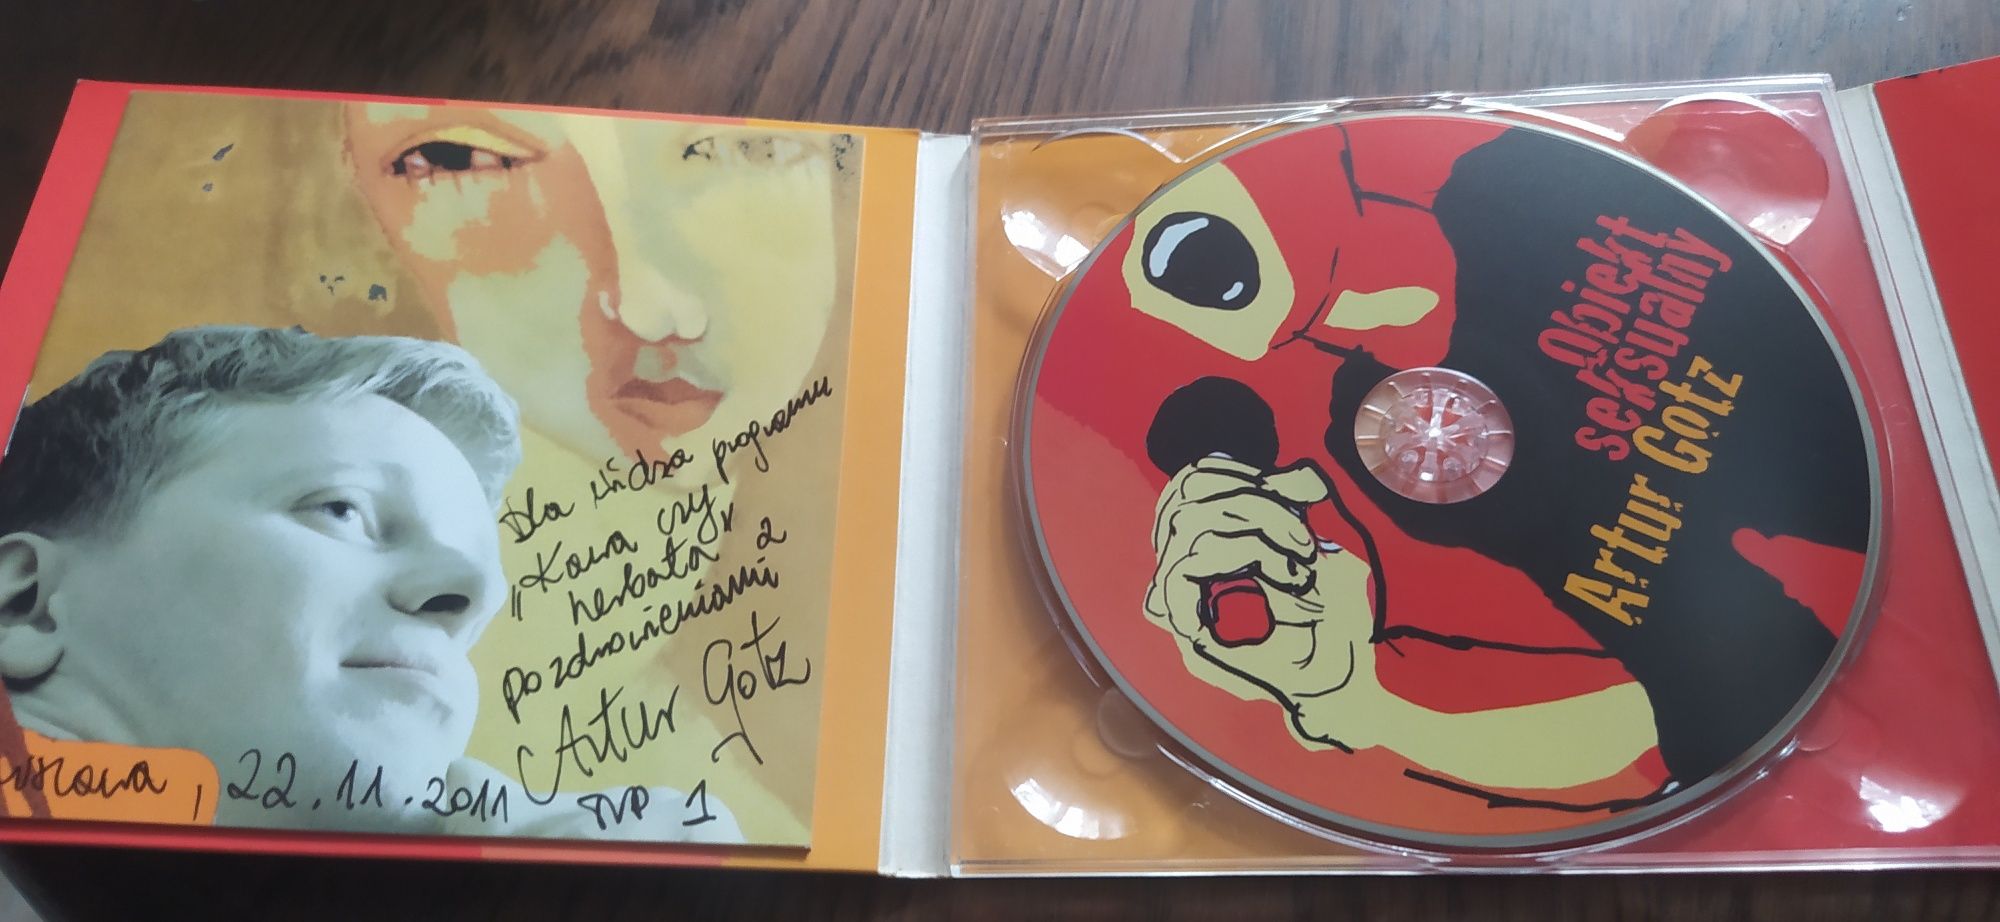 Dla widza programu
„Kawa czy
herbata" z
pozdrowieniami
Artur Gotz
, 22.11.2011 TVP 1
Obiekt
seksualny
Artur Gotz